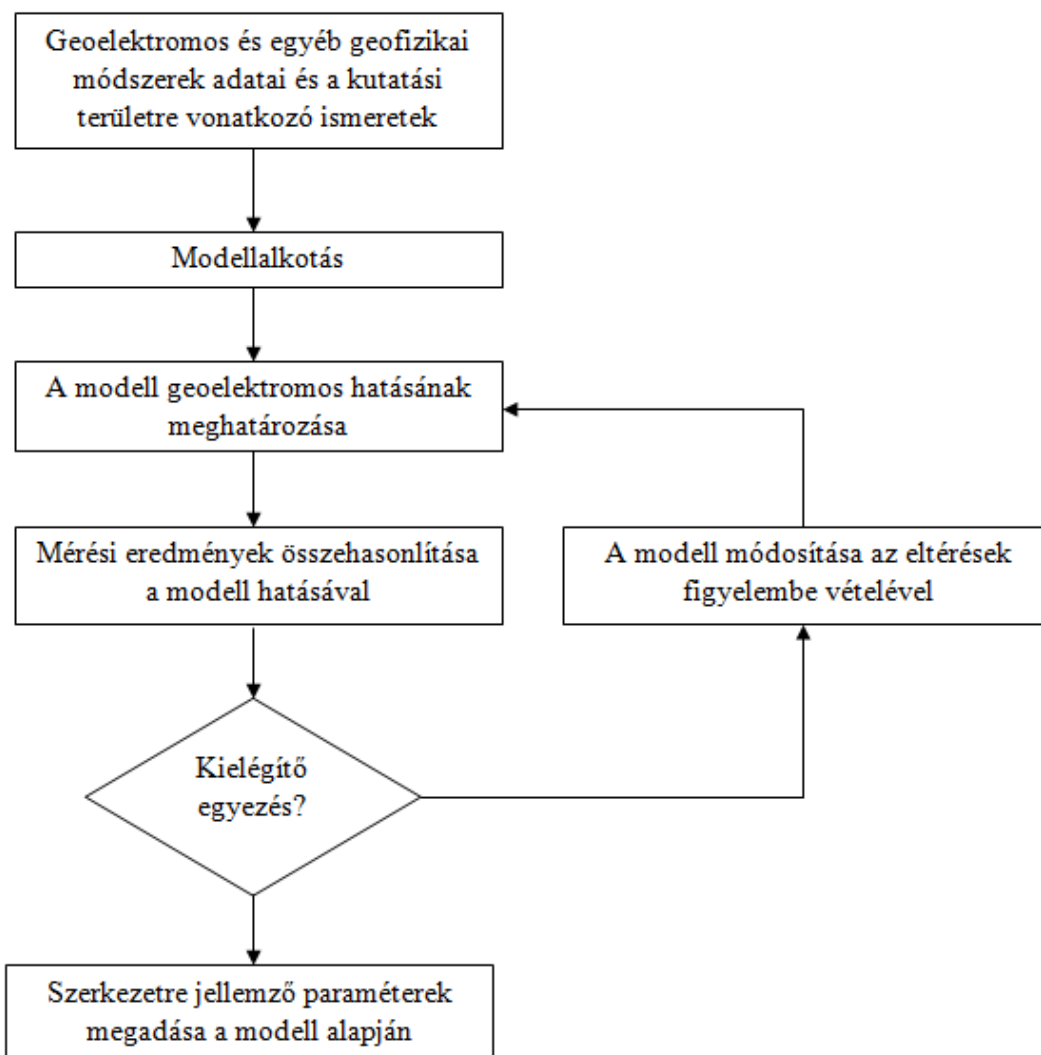 Geoelektromos és egyéb geofizikai
módszerek adatai és a kutatási
területre vonatkozó ismeretek
Modellalkotás
A modell geoelektromos hatásának
meghatározása
Mérési eredmények összehasonlítása
a modell hatásával
A modell módosítása az eltérések
figyelembe vételével
Kielégítő
egyezés?
Szerkezetre jellemző paraméterek
megadása a modell alapján